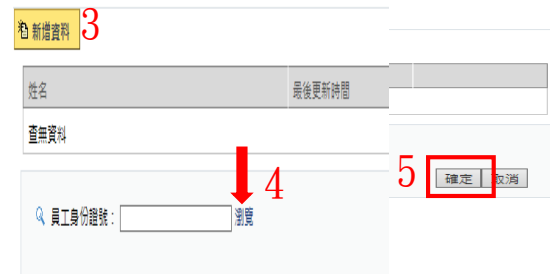 新增資料 3
姓名 最後更新時間
查無資料
4
員工身份證號： 瀏覽
5 確定 取消